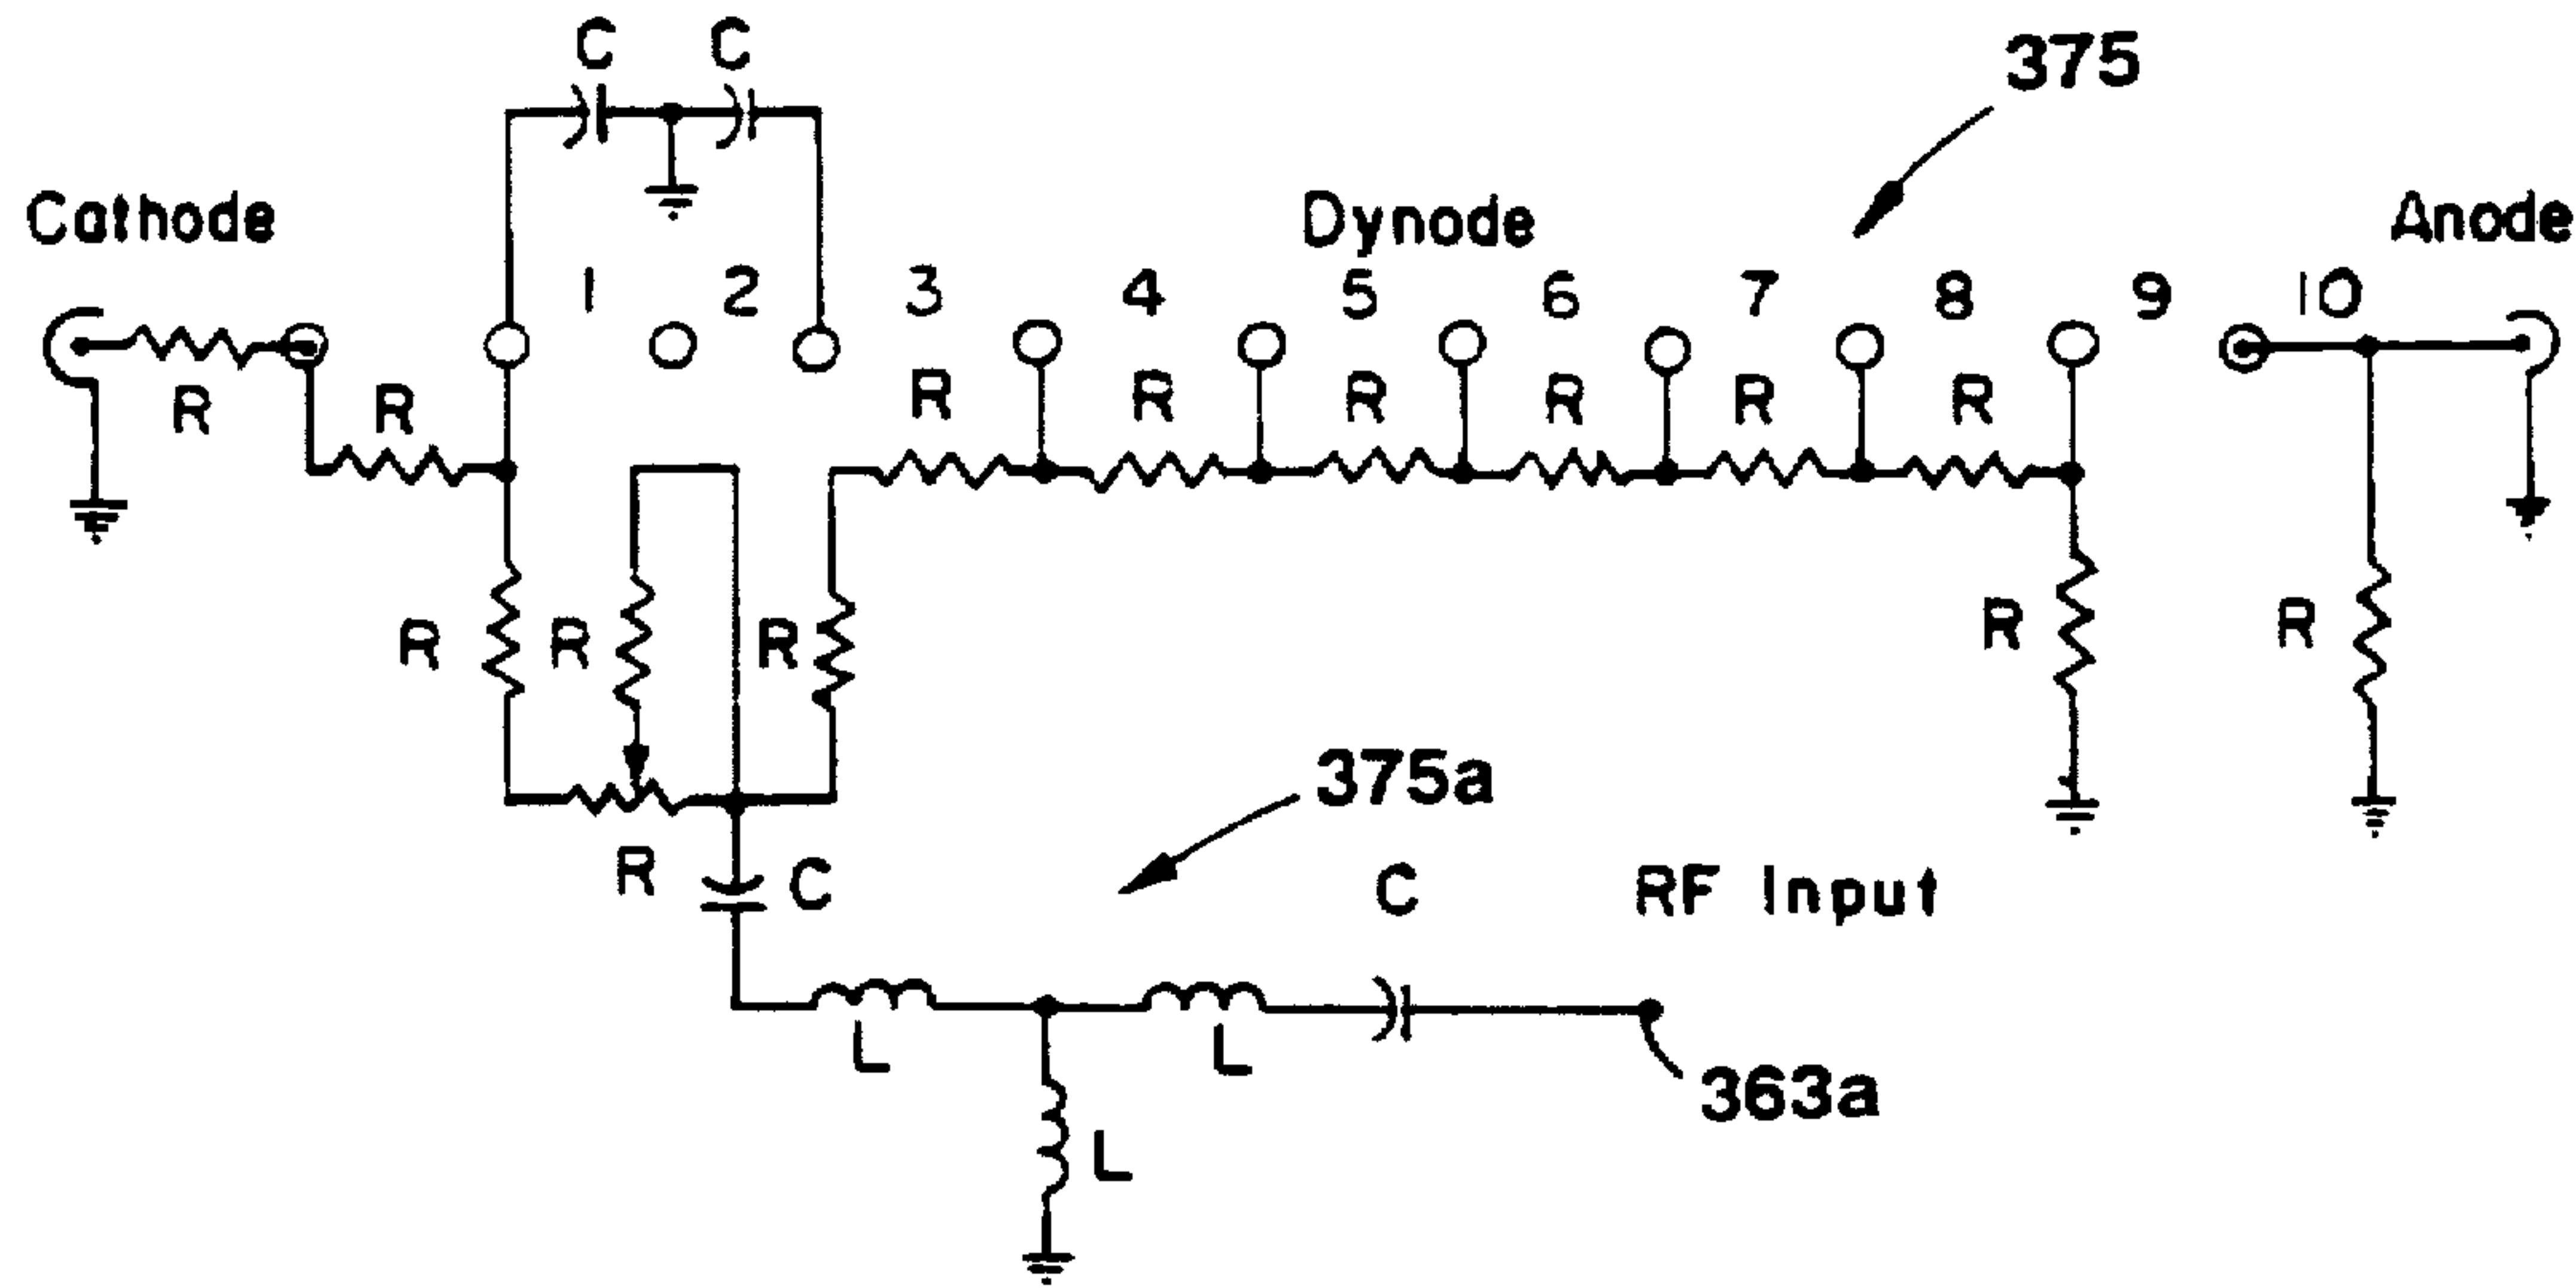 C C
375
Cathode
Dynode
Anode
1 2 3 4 5 6 7 8 9 10
R R R R R R R R
R R R R R
375a
R C C RF Input
L L
363a
L